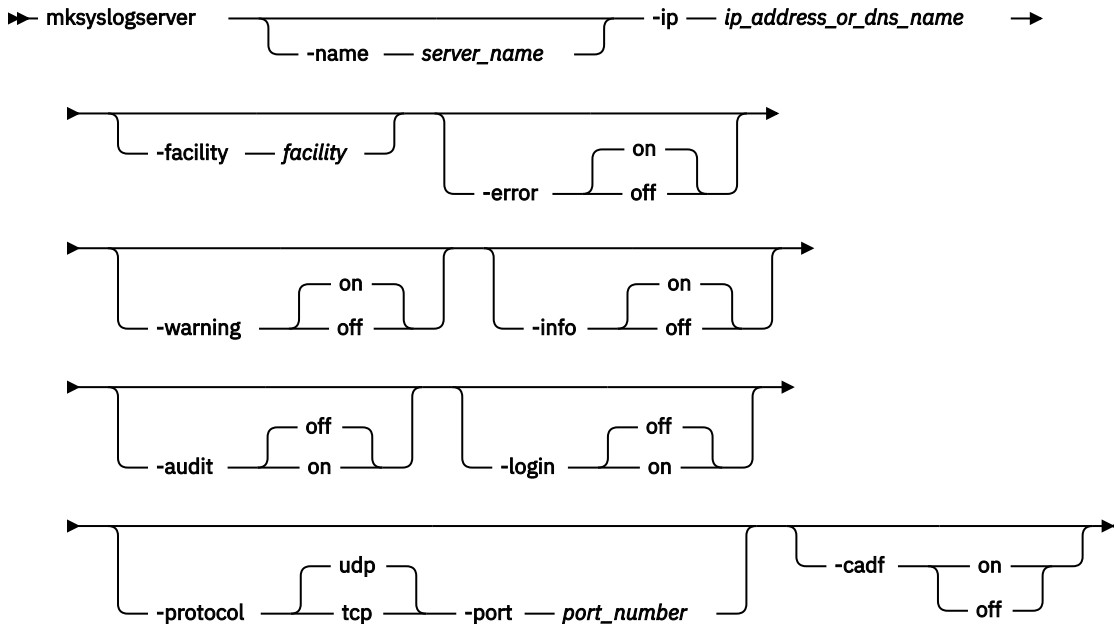 mksyslogserver -name server_name -ip ip_address_or_dns_name
-facility facility -error on off
-warning on off -info on off
-audit off on -login off on
-protocol udp tcp -port port_number -cadf on off